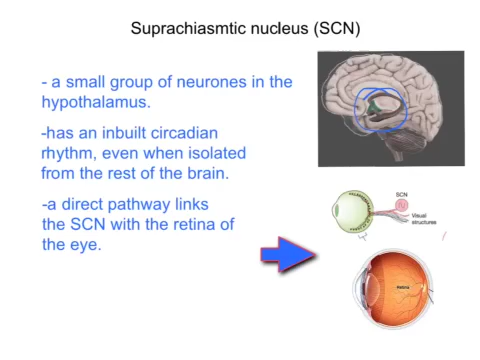 Suprachiasmtic nucleus (SCN)
- a small group of neurones in the
hypothalamus.
-has an inbuilt circadian
rhythm, even when isolated
from the rest of the brain.
-a direct pathway links
the SCN with the retina of
the eye.
SCN
Visual
structures
Retina